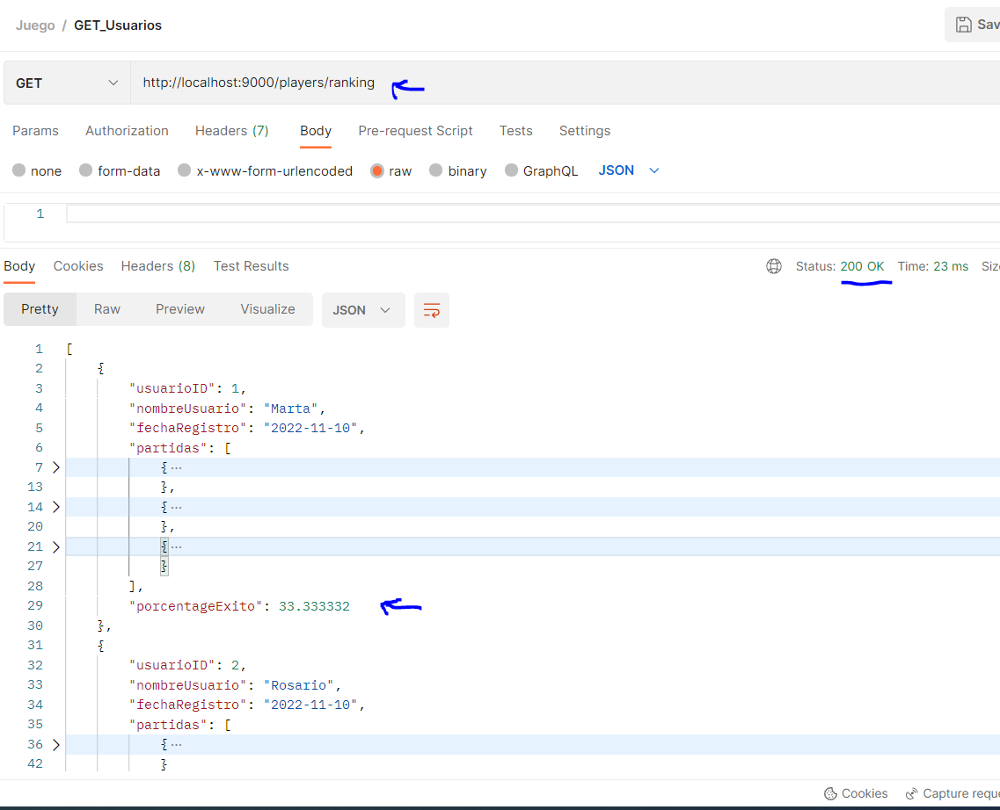 Juego / GET_Usuarios
Sav
GET http://localhost:9000/players/ranking
Params Authorization Headers (7) Body Pre-request Script Tests Settings
none form-data x-www-form-urlencoded raw binary GraphQL JSON
1
Body Cookies Headers (8) Test Results Status: 200 OK Time: 23 ms Siz
Pretty Raw Preview Visualize JSON
1 [
2 {
3 "usuarioID": 1,
4 "nombreUsuario": "Marta",
5 "fechaRegistro": "2022-11-10",
6 "partidas": [
7 { ···
13 },
14 { ···
20 },
21 { ···
27 }
28 ],
29 "porcentageExito": 33.333332
30 },
31 {
32 "usuarioID": 2,
33 "nombreUsuario": "Rosario",
34 "fechaRegistro": "2022-11-10",
35 "partidas": [
36 { ···
42 }
Cookies Capture reque